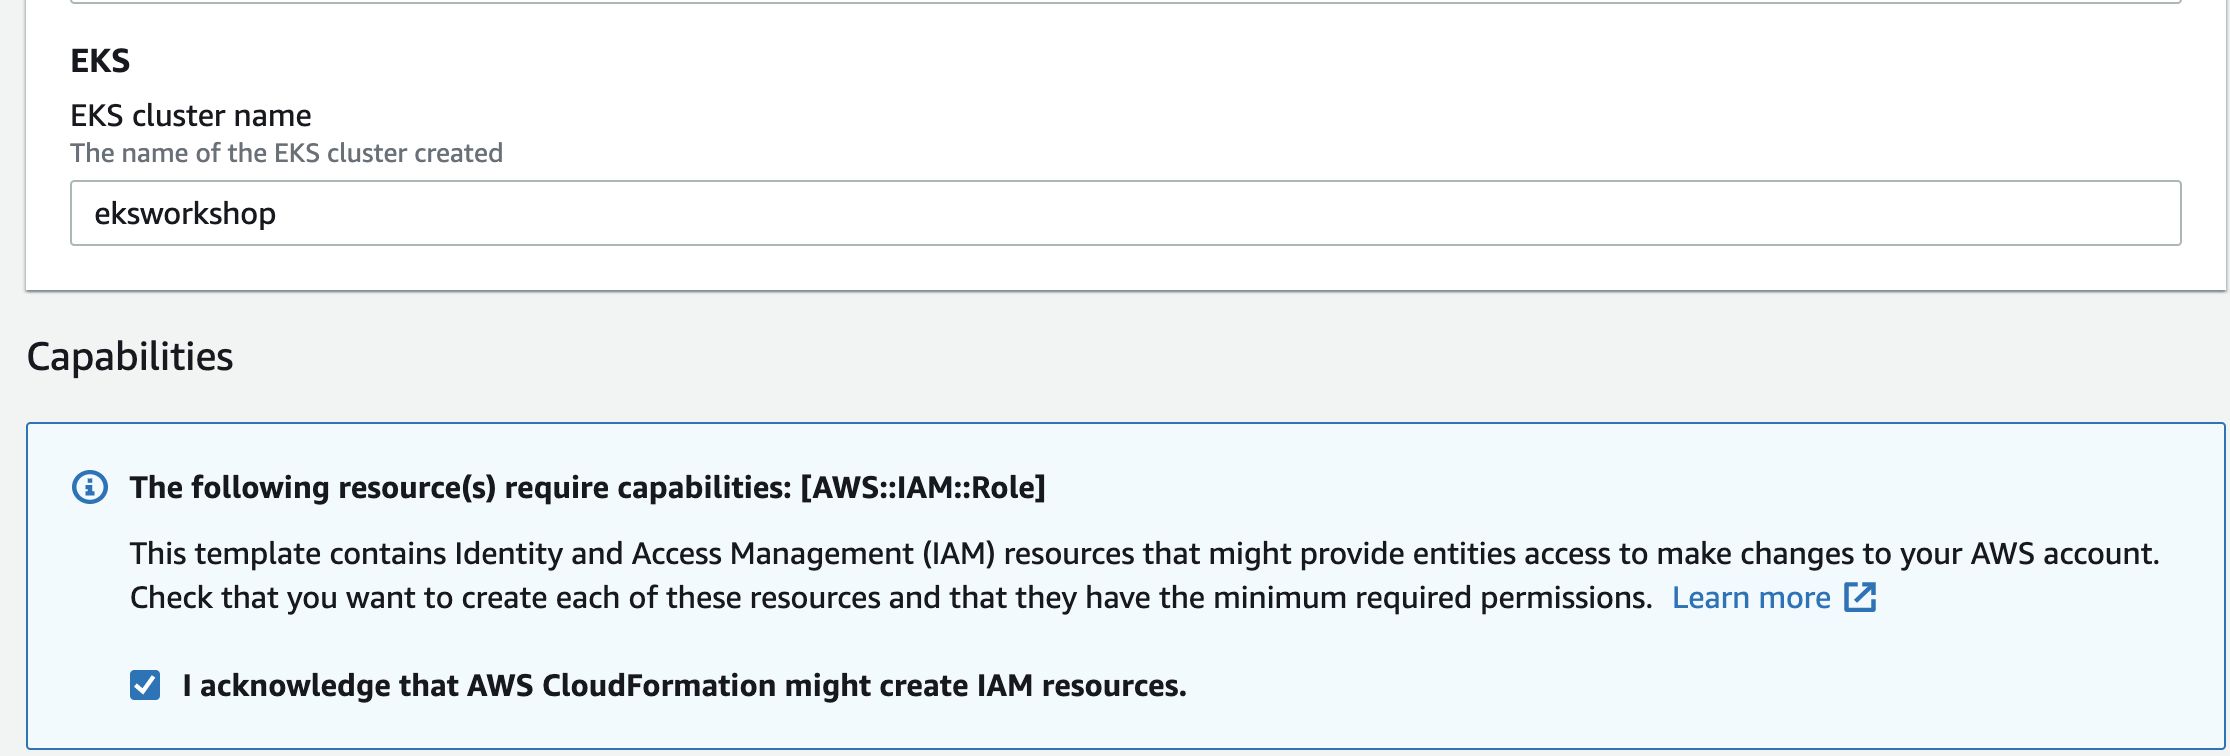 EKS
EKS cluster name
The name of the EKS cluster created
eksworkshop
Capabilities
The following resource(s) require capabilities: [AWS::IAM::Role]
This template contains Identity and Access Management (IAM) resources that might provide entities access to make changes to your AWS account.
Check that you want to create each of these resources and that they have the minimum required permissions. Learn more
I acknowledge that AWS CloudFormation might create IAM resources.